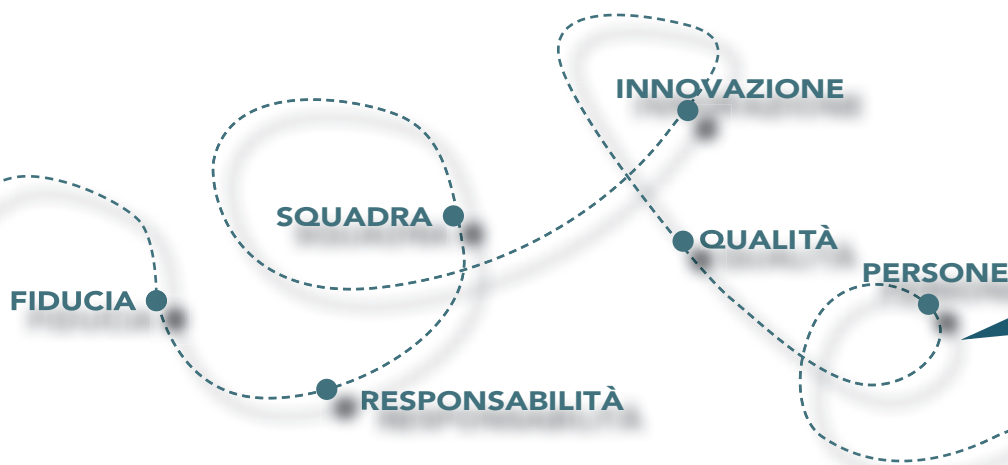 INNOVAZIONE
SQUADRA
QUALITÀ
PERSONE
FIDUCIA
RESPONSABILITÀ